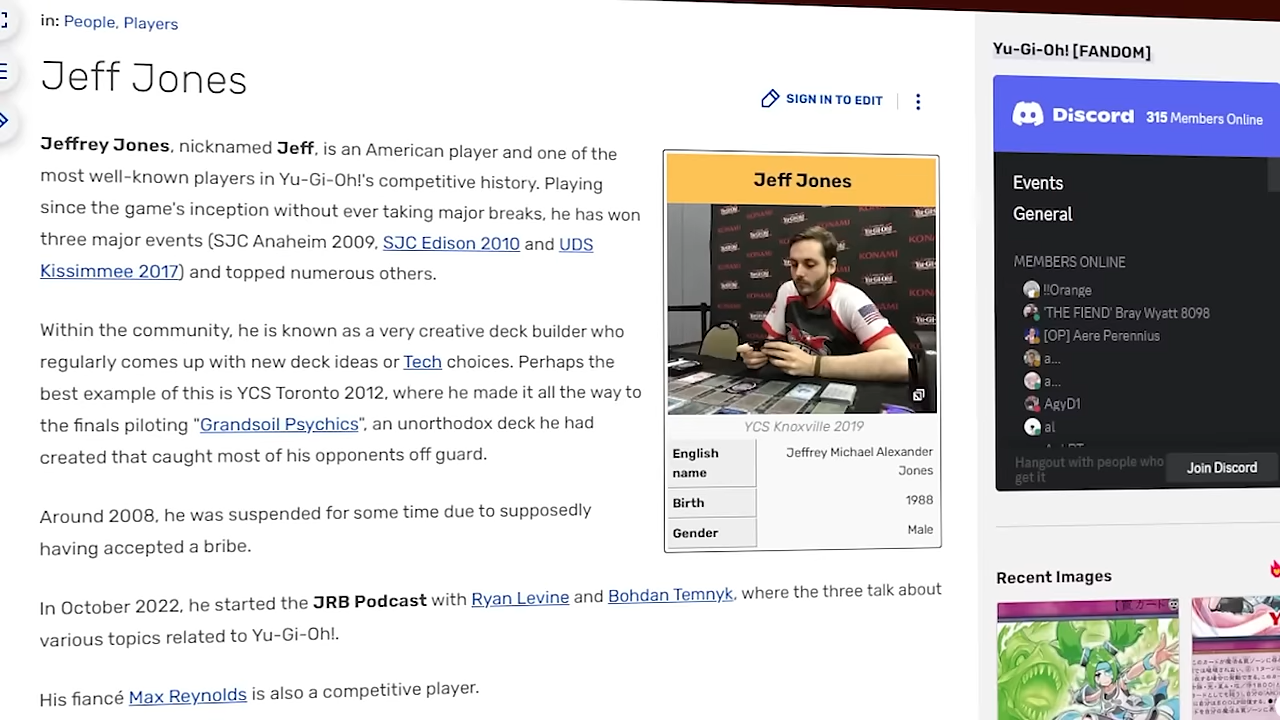 in: People, Players
Jeff Jones
SIGN IN TO EDIT
Jeffrey Jones, nicknamed Jeff, is an American player and one of the
most well-known players in Yu-Gi-Oh!'s competitive history. Playing
since the game's inception without ever taking major breaks, he has won
three major events (SJC Anaheim 2009, SJC Edison 2010 and UDS
Kissimmee 2017) and topped numerous others.
Within the community, he is known as a very creative deck builder who
regularly comes up with new deck ideas or Tech choices. Perhaps the
best example of this is YCS Toronto 2012, where he made it all the way to
the finals piloting "Grandsoil Psychics", an unorthodox deck he had
created that caught most of his opponents off guard.
Around 2008, he was suspended for some time due to supposedly
having accepted a bribe.
In October 2022, he started the JRB Podcast with Ryan Levine and Bohdan Temnyk, where the three talk about
various topics related to Yu-Gi-Oh!.
His fiancé Max Reynolds is also a competitive player.
Jeff Jones
KONAMI
YCS Knoxville 2019
English name
Jeffrey Michael Alexander Jones
Birth
1988
Gender
Male
Yu-Gi-Oh! [FANDOM]
Discord
315 Members Online
Events
General
MEMBERS ONLINE
!!Orange
'THE FIEND' Bray Wyatt 8098
[OP] Aere Perennius
a...
a...
AgyD1
al
Hangout with people who
get it
Join Discord
Recent Images